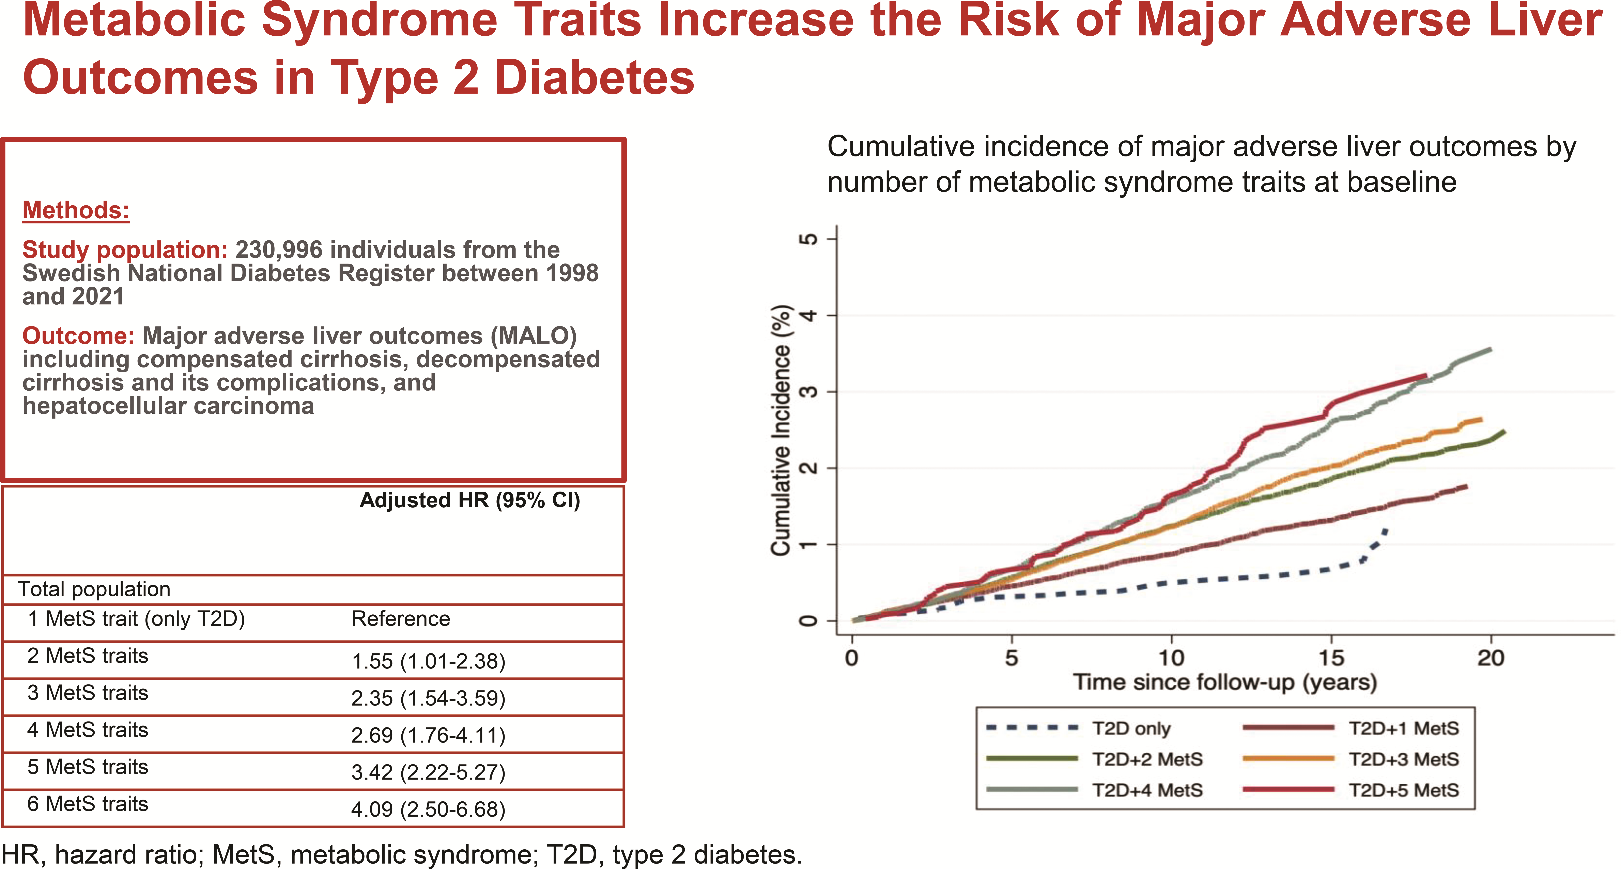 Metabolic Syndrome Traits Increase the Risk of Major Adverse Liver
Outcomes in Type 2 Diabetes
Methods:
Study population: 230,996 individuals from the
Swedish National Diabetes Register between 1998
and 2021
Outcome: Major adverse liver outcomes (MALO)
including compensated cirrhosis, decompensated
cirrhosis and its complications, and
hepatocellular carcinoma
Adjusted HR (95% CI)
Total population
1 MetS trait (only T2D) Reference
2 MetS traits 1.55 (1.01-2.38)
3 MetS traits 2.35 (1.54-3.59)
4 MetS traits 2.69 (1.76-4.11)
5 MetS traits 3.42 (2.22-5.27)
6 MetS traits 4.09 (2.50-6.68)
Cumulative incidence of major adverse liver outcomes by
number of metabolic syndrome traits at baseline
Cumulative Incidence (%)
5
4
3
2
1
0
0 5 10 15 20
Time since follow-up (years)
T2D only T2D+1 MetS
T2D+2 MetS T2D+3 MetS
T2D+4 MetS T2D+5 MetS
HR, hazard ratio; MetS, metabolic syndrome; T2D, type 2 diabetes.